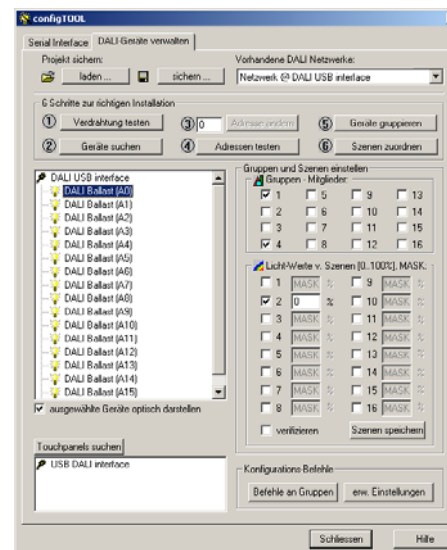 configTOOL
Serial Interface DALI-Geräte verwalten
Projekt sichern: Vorhandene DALI Netzwerke:
laden ... sichern ... Netzwerk @ DALI USB interface
6 Schritte zur richtigen Installation
1 Verdrahtung testen 3 0 Adresse ändern 5 Geräte gruppieren
2 Geräte suchen 4 Adressen testen 6 Szenen zuordnen
DALI USB interface
DALI Ballast (A0)
DALI Ballast (A1)
DALI Ballast (A2)
DALI Ballast (A3)
DALI Ballast (A4)
DALI Ballast (A5)
DALI Ballast (A6)
DALI Ballast (A7)
DALI Ballast (A8)
DALI Ballast (A9)
DALI Ballast (A10)
DALI Ballast (A11)
DALI Ballast (A12)
DALI Ballast (A13)
DALI Ballast (A14)
DALI Ballast (A15)
ausgewählte Geräte optisch darstellen
Touchpanels suchen
USB DALI interface
Gruppen und Szenen einstellen
Gruppen - Mitglieder:
1 5 9 13
2 6 10 14
3 7 11 15
4 8 12 16
Licht-Werte v. Szenen [0..100%], MASK:
1 MASK % 9 MASK %
2 0 % 10 MASK %
3 MASK % 11 MASK %
4 MASK % 12 MASK %
5 MASK % 13 MASK %
6 MASK % 14 MASK %
7 MASK % 15 MASK %
8 MASK % 16 MASK %
verifizieren Szenen speichern
Konfigurations Befehle
Befehle an Gruppen erw. Einstellungen
Schliessen Hilfe